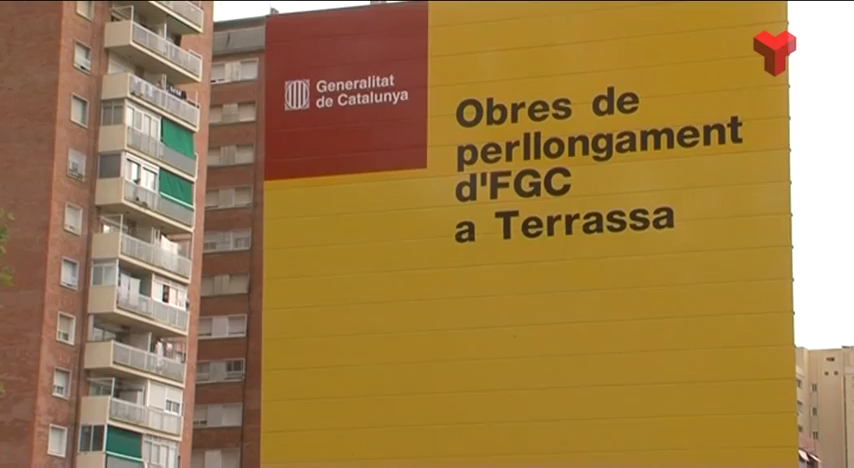 Generalitat
de Catalunya
Obres de
perllongament
d'FGC
a Terrassa